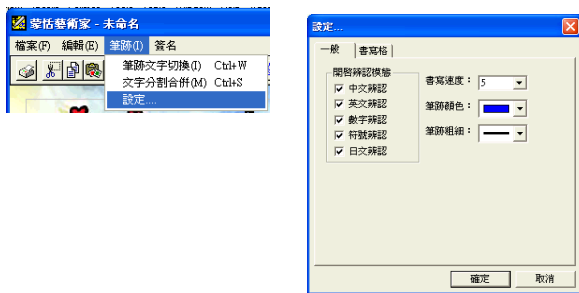 蒙恬藝術家 - 未命名
檔案(F) 編輯(E) 筆跡(I) 簽名
筆跡文字切換(I) Ctrl+W
文字分割合併(M) Ctrl+S
設定....
設定...
一般 書寫格
開啓辨認模態
中文辨認
英文辨認
數字辨認
符號辨認
日文辨認
書寫速度： 5
筆跡顏色：
筆跡粗細：
確定 取消